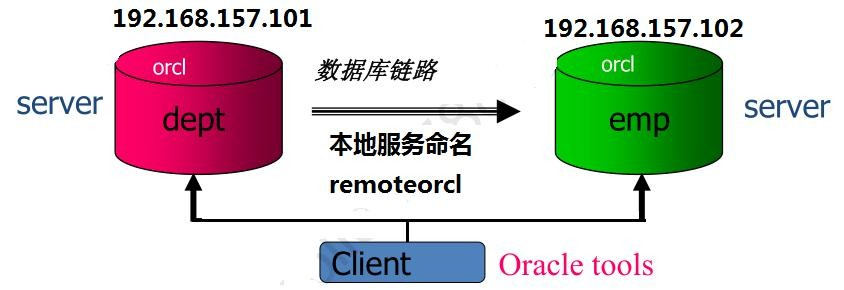 192.168.157.101
192.168.157.102
orcl
数据库链路
orcl
server
dept
emp
server
本地服务命名
remoteorcl
Client
Oracle tools